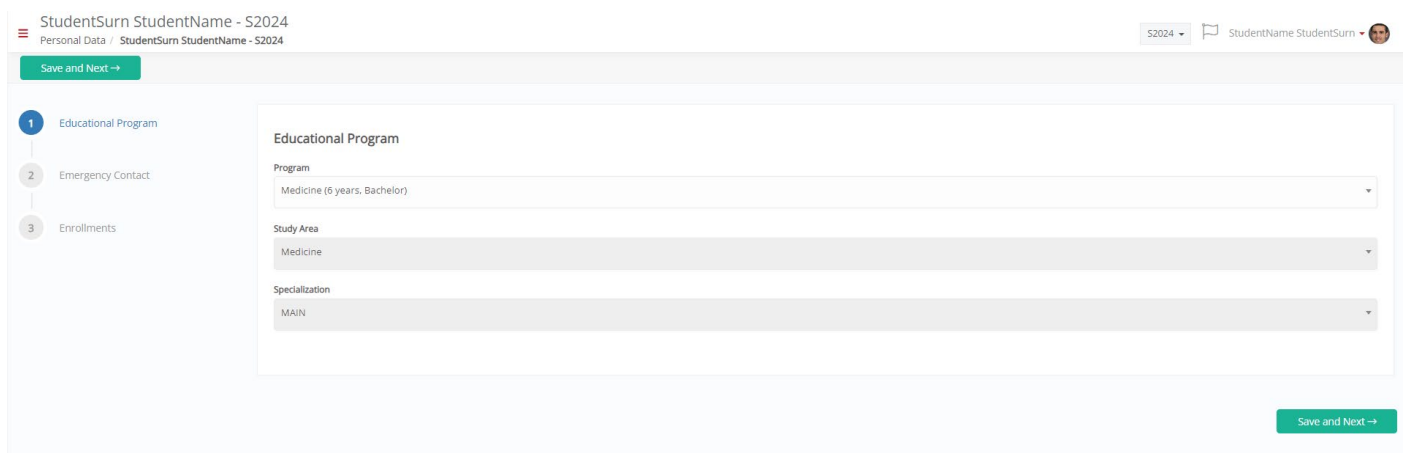 StudentSurn StudentName - S2024
Personal Data / StudentSurn StudentName - S2024
S2024
StudentName StudentSurn
Save and Next →
1 Educational Program
2 Emergency Contact
3 Enrollments
Educational Program
Program
Medicine (6 years, Bachelor)
Study Area
Medicine
Specialization
MAIN
Save and Next →